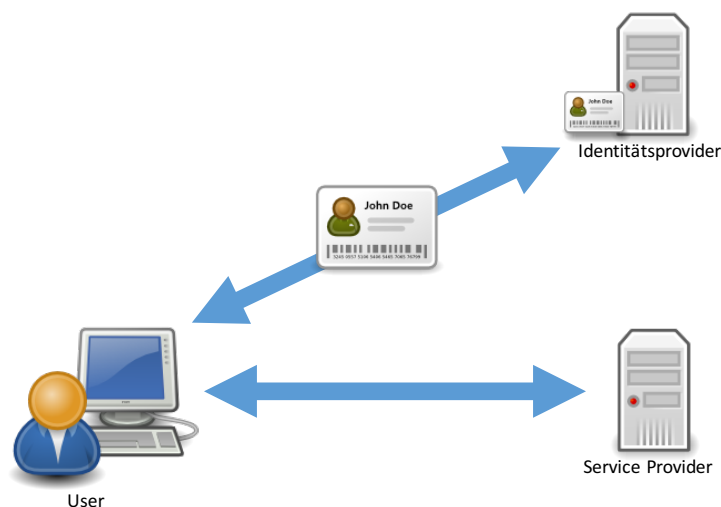 John Doe
Identitätsprovider
John Doe
Service Provider
User